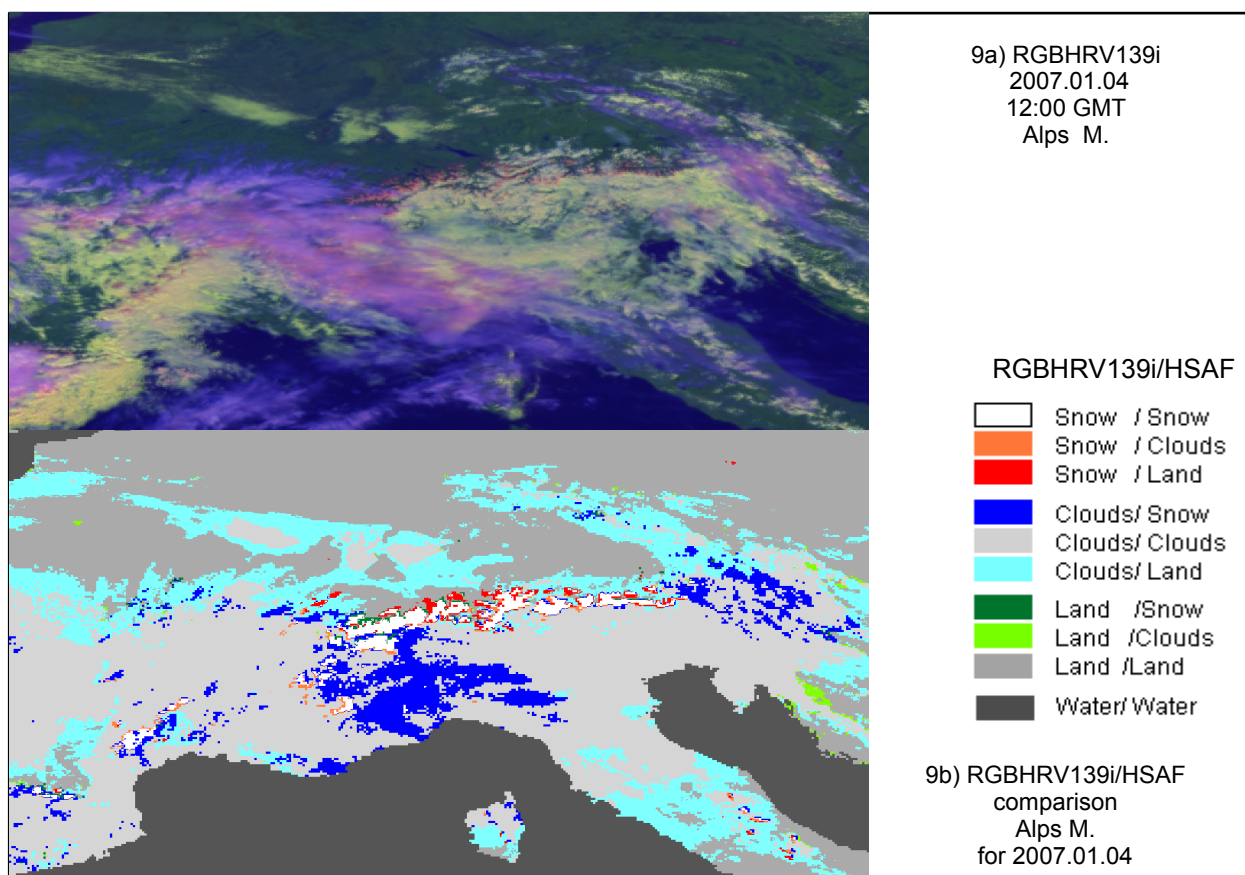 9a) RGBHRV139i
2007.01.04
12:00 GMT
Alps M.
RGBHRV139i/HSAF
Snow / Snow
Snow / Clouds
Snow / Land
Clouds/ Snow
Clouds/ Clouds
Clouds/ Land
Land /Snow
Land /Clouds
Land /Land
Water/ Water
9b) RGBHRV139i/HSAF
comparison
Alps M.
for 2007.01.04